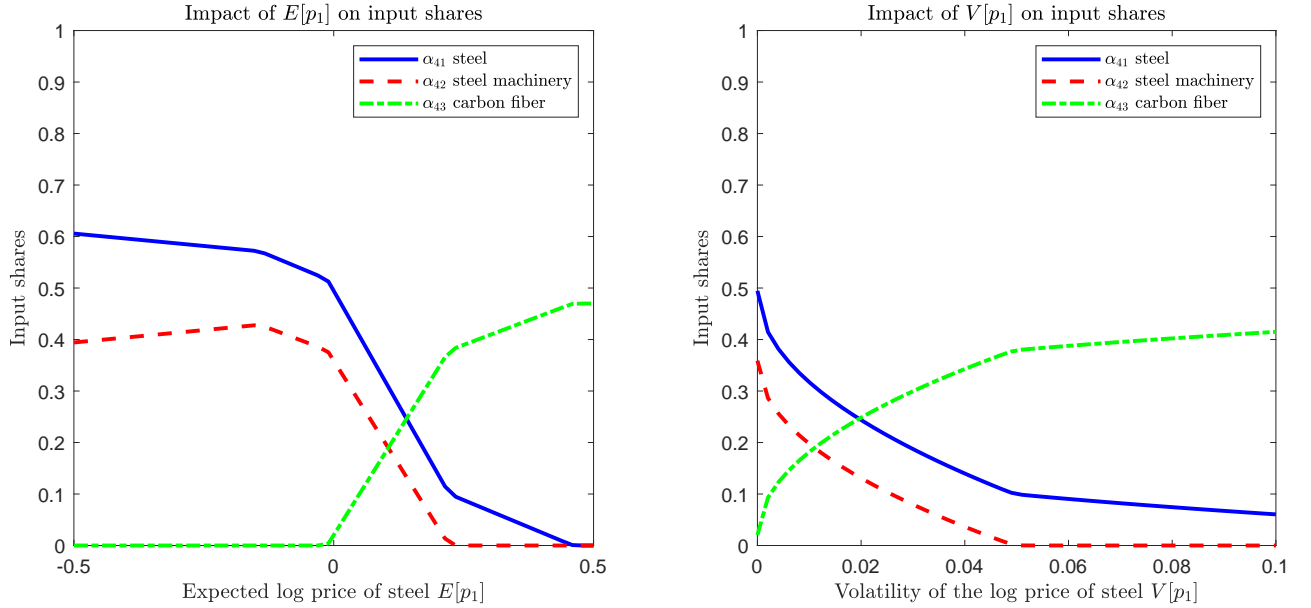 Impact of E[p₁] on input shares
1
0.9
0.8
0.7
0.6
0.5
0.4
0.3
0.2
0.1
0
Input shares
α₄₁ steel
α₄₂ steel machinery
α₄₃ carbon fiber
-0.5
0
0.5
Expected log price of steel E[p₁]
Impact of V[p₁] on input shares
1
0.9
0.8
0.7
0.6
0.5
0.4
0.3
0.2
0.1
0
Input shares
α₄₁ steel
α₄₂ steel machinery
α₄₃ carbon fiber
0
0.02
0.04
0.06
0.08
0.1
Volatility of the log price of steel V[p₁]